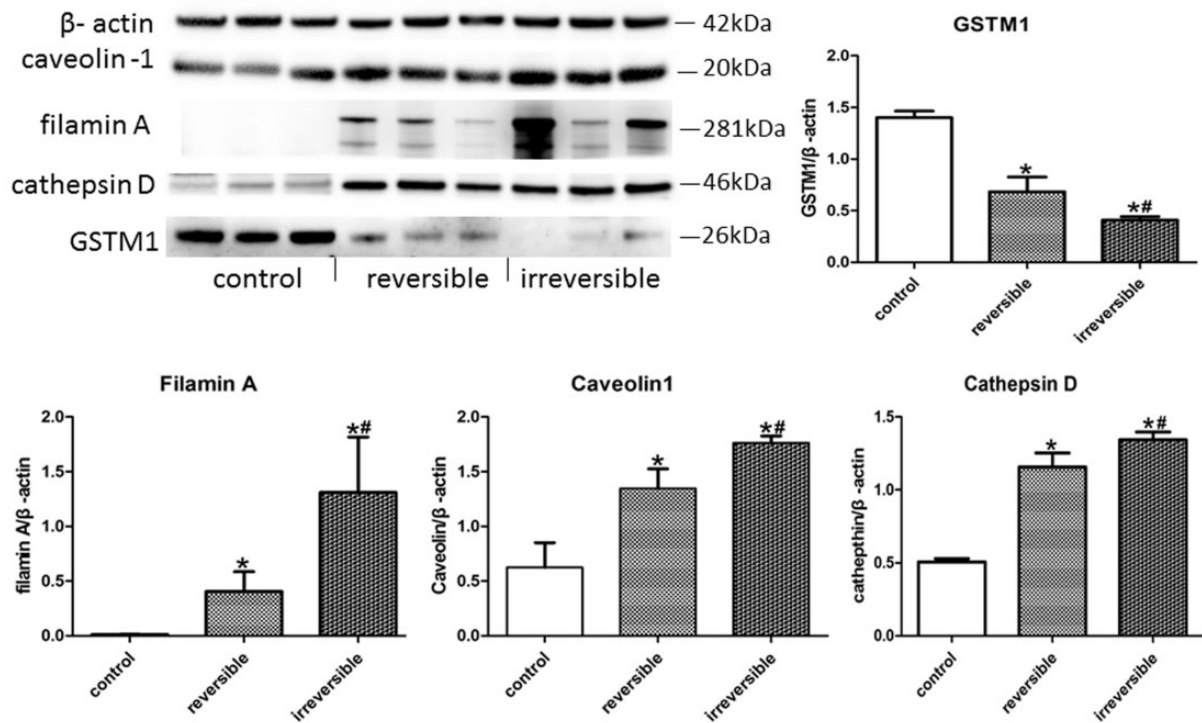 β- actin
—42kDa
caveolin -1
—20kDa
filamin A
—281kDa
cathepsin D
—46kDa
GSTM1
—26kDa
control | reversible | irreversible
GSTM1
GSTM1/β -actin
2.0
1.5
1.0
0.5
0.0
*
*#
control
reversible
irreversible
Filamin A
filamin A/β -actin
2.0
1.5
1.0
0.5
0.0
*
*#
control
reversible
irreversible
Caveolin1
Caveolin/β -actin
2.0
1.5
1.0
0.5
0.0
*
*#
control
reversible
irreversible
Cathepsin D
cathepthin/β -actin
1.5
1.0
0.5
0.0
*
*#
control
reversible
irreversible